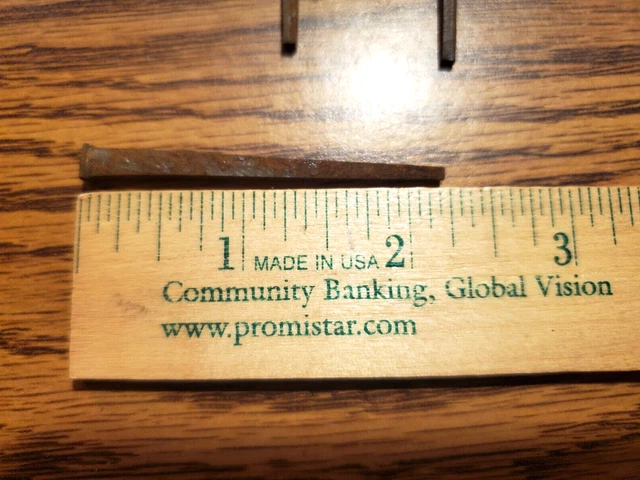 1 MADE IN USA 2 3
Community Banking, Global Vision
www.promistar.com